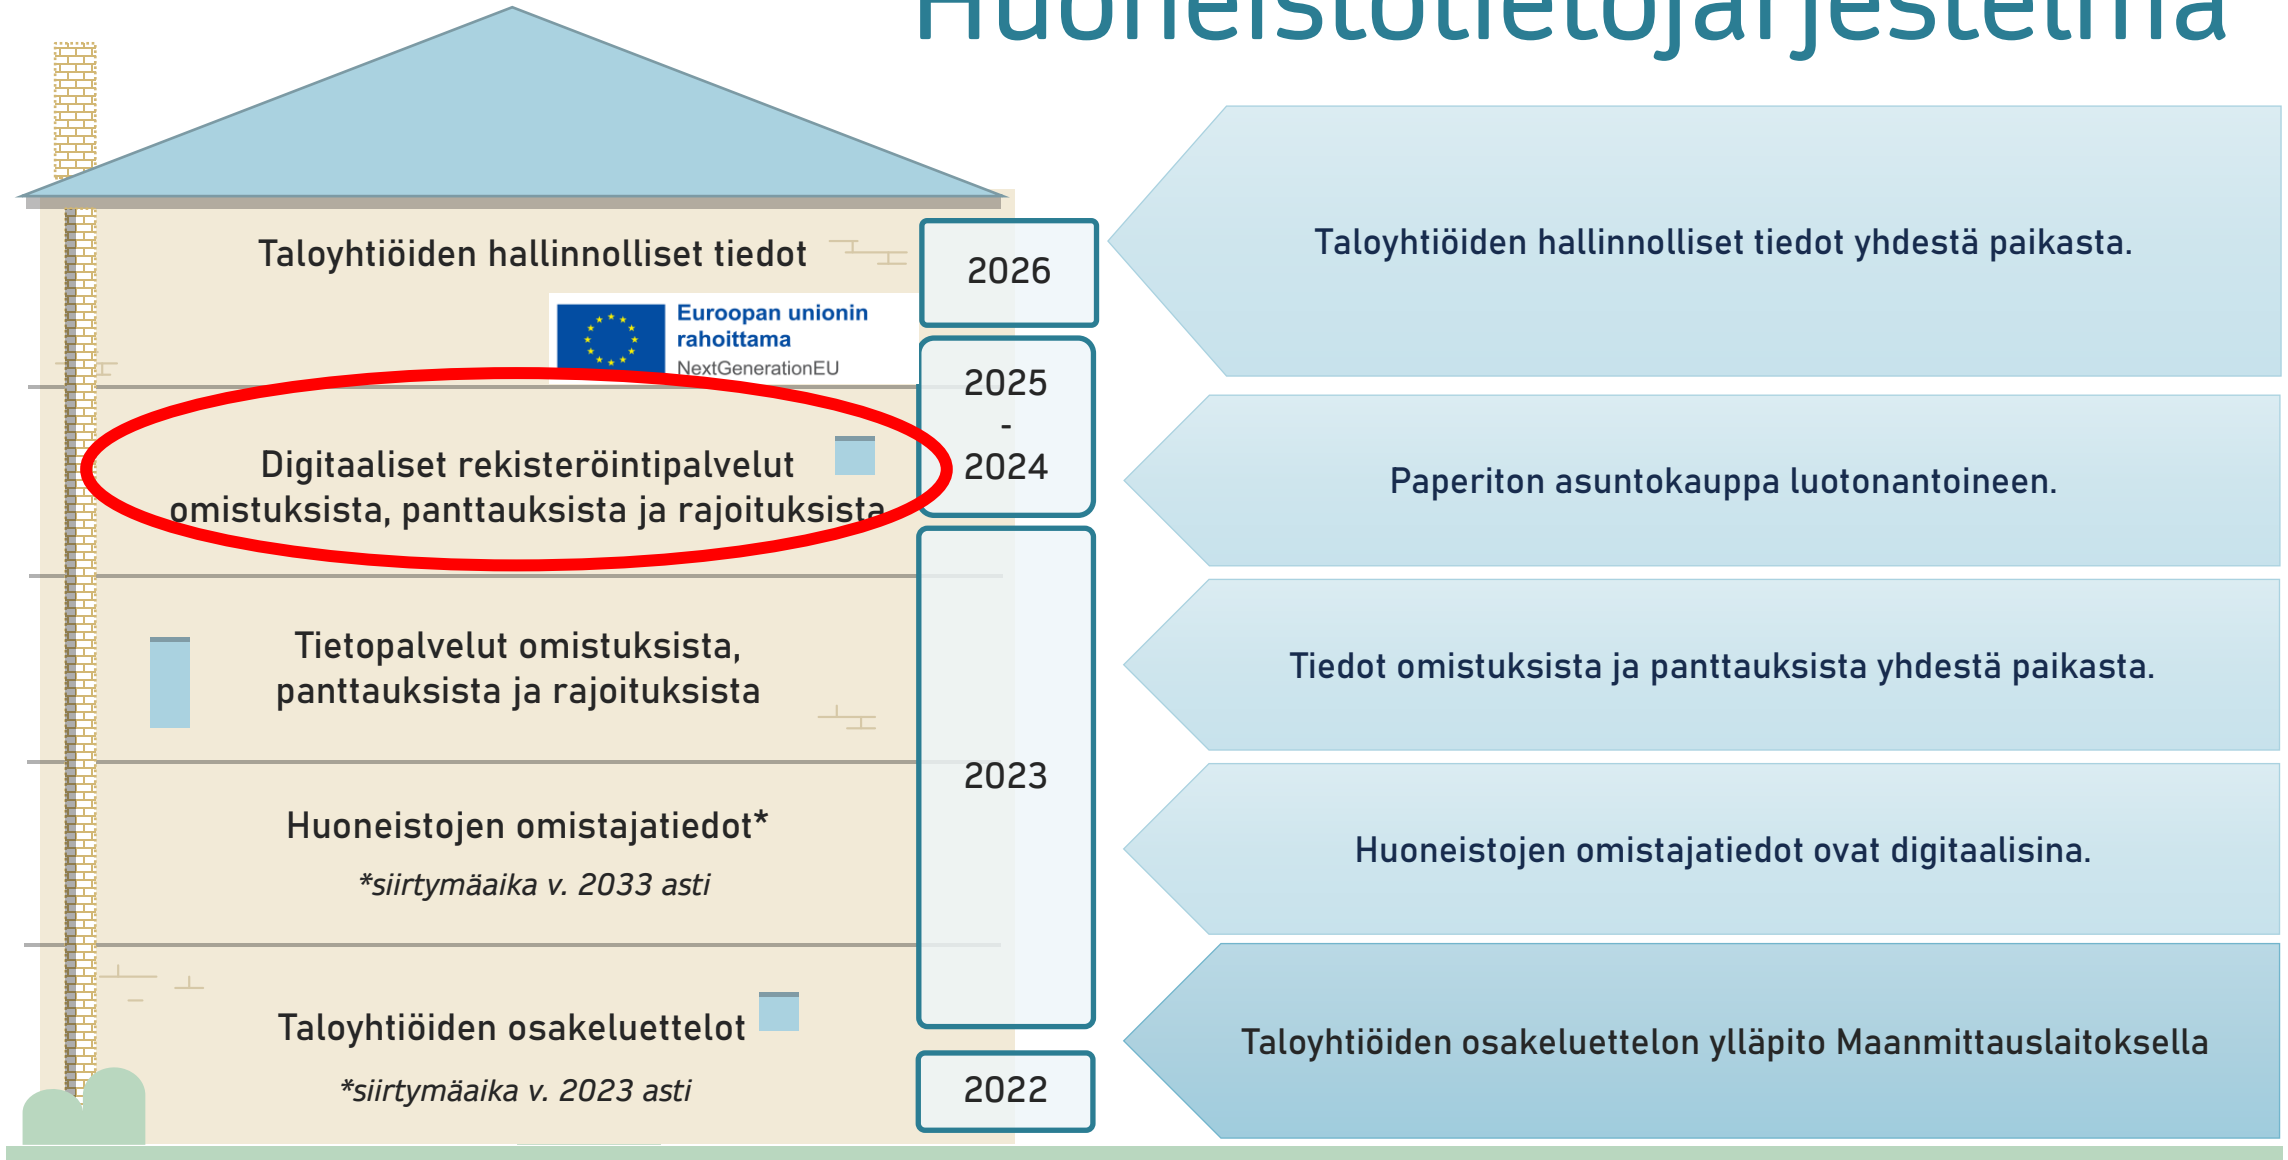 Huoneistotietojärjestelmä
Taloyhtiöiden hallinnolliset tiedot
Euroopan unionin
rahoittama
NextGenerationEU
2026
Taloyhtiöiden hallinnolliset tiedot yhdestä paikasta.
Digitaaliset rekisteröintipalvelut
omistuksista, panttauksista ja rajoituksista
2025
-
2024
Paperiton asuntokauppa luotonantoineen.
Tietopalvelut omistuksista,
panttauksista ja rajoituksista
Tiedot omistuksista ja panttauksista yhdestä paikasta.
2023
Huoneistojen omistajatiedot*
*siirtymäaika v. 2033 asti
Huoneistojen omistajatiedot ovat digitaalisina.
Taloyhtiöiden osakeluettelot
*siirtymäaika v. 2023 asti
2022
Taloyhtiöiden osakeluettelon ylläpito Maanmittauslaitoksella